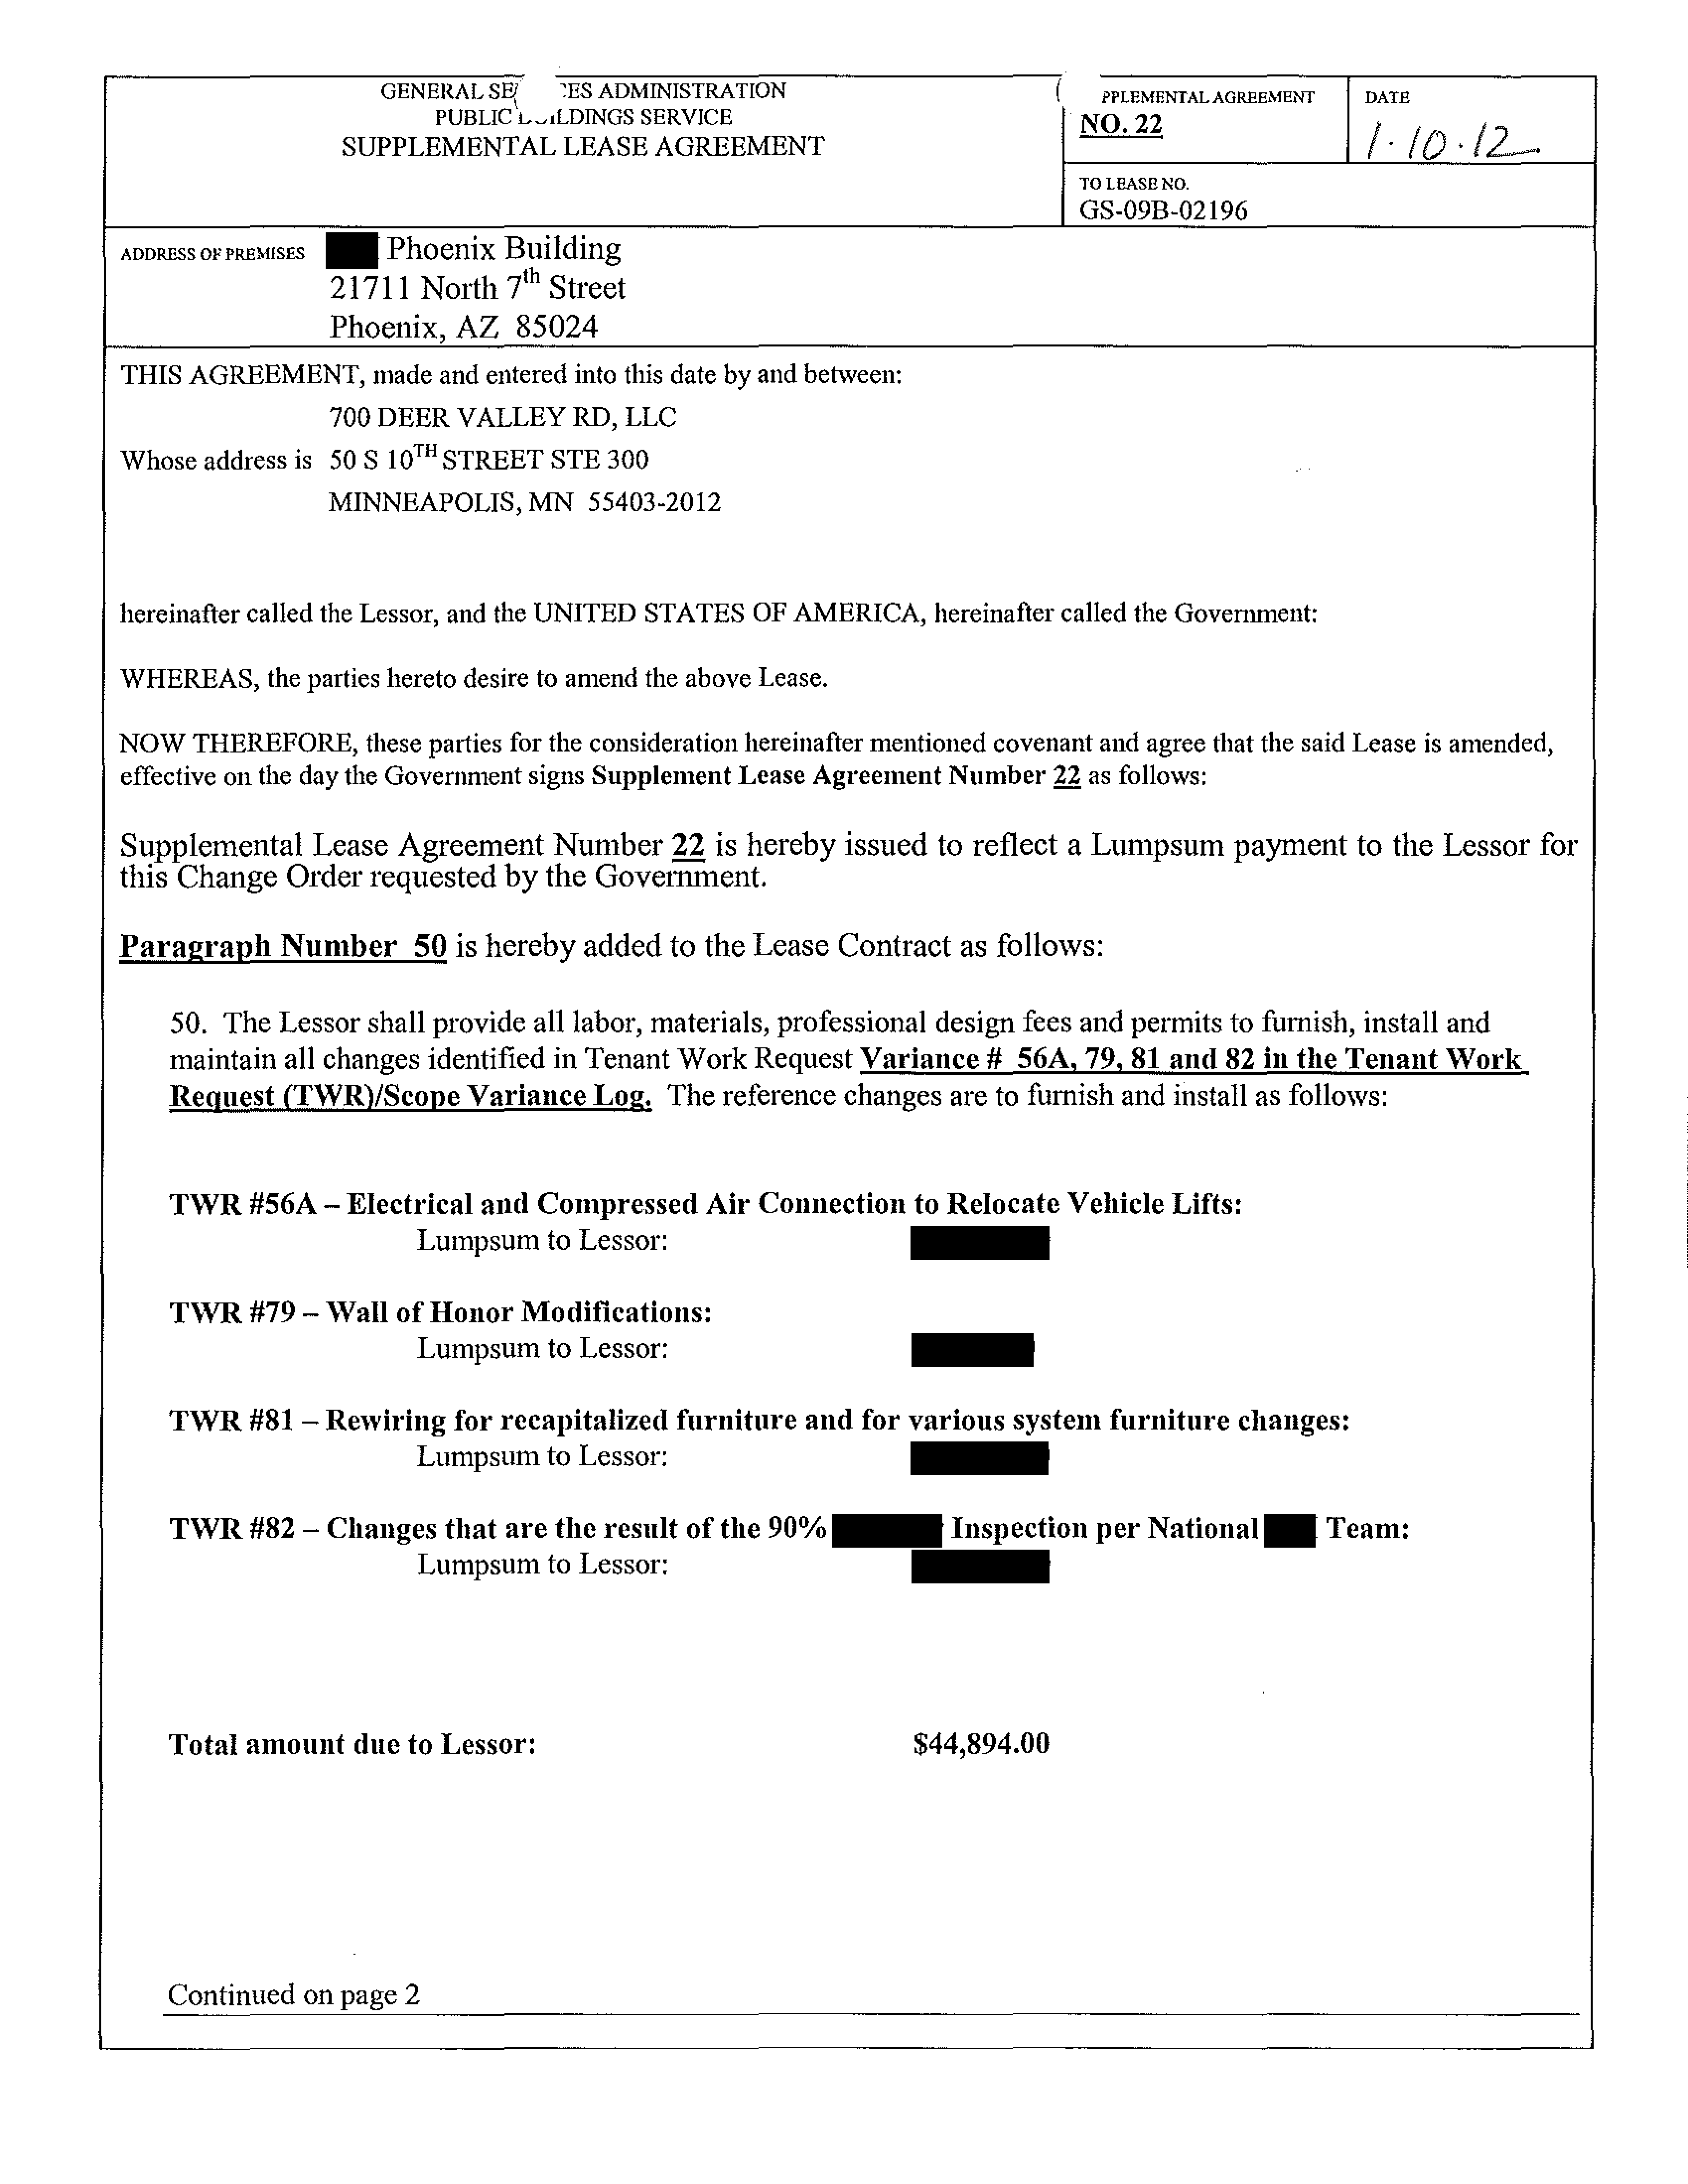 GENERAL SE ES ADMINISTRATION
PUBLIC LDINGS SERVICE
SUPPLEMENTAL LEASE AGREEMENT
PPLEMENTAL AGREEMENT
NO. 22
DATE
1.10.12
TO LEASE NO.
GS-09B-02196
ADDRESS OF PREMISES Phoenix Building
21711 North 7th Street
Phoenix, AZ 85024
THIS AGREEMENT, made and entered into this date by and between:
700 DEER VALLEY RD, LLC
Whose address is 50 S 10TH STREET STE 300
MINNEAPOLIS, MN 55403-2012
hereinafter called the Lessor, and the UNITED STATES OF AMERICA, hereinafter called the Government:
WHEREAS, the parties hereto desire to amend the above Lease.
NOW THEREFORE, these parties for the consideration hereinafter mentioned covenant and agree that the said Lease is amended,
effective on the day the Government signs Supplement Lease Agreement Number 22 as follows:
Supplemental Lease Agreement Number 22 is hereby issued to reflect a Lumpsum payment to the Lessor for
this Change Order requested by the Government.
Paragraph Number 50 is hereby added to the Lease Contract as follows:
50. The Lessor shall provide all labor, materials, professional design fees and permits to furnish, install and
maintain all changes identified in Tenant Work Request Variance # 56A, 79, 81 and 82 in the Tenant Work
Request (TWR)/Scope Variance Log. The reference changes are to furnish and install as follows:
TWR #56A – Electrical and Compressed Air Connection to Relocate Vehicle Lifts:
Lumpsum to Lessor:
TWR #79 – Wall of Honor Modifications:
Lumpsum to Lessor:
TWR #81 – Rewiring for recapitalized furniture and for various system furniture changes:
Lumpsum to Lessor:
TWR #82 – Changes that are the result of the 90% Inspection per National Team:
Lumpsum to Lessor:
Total amount due to Lessor: $44,894.00
Continued on page 2